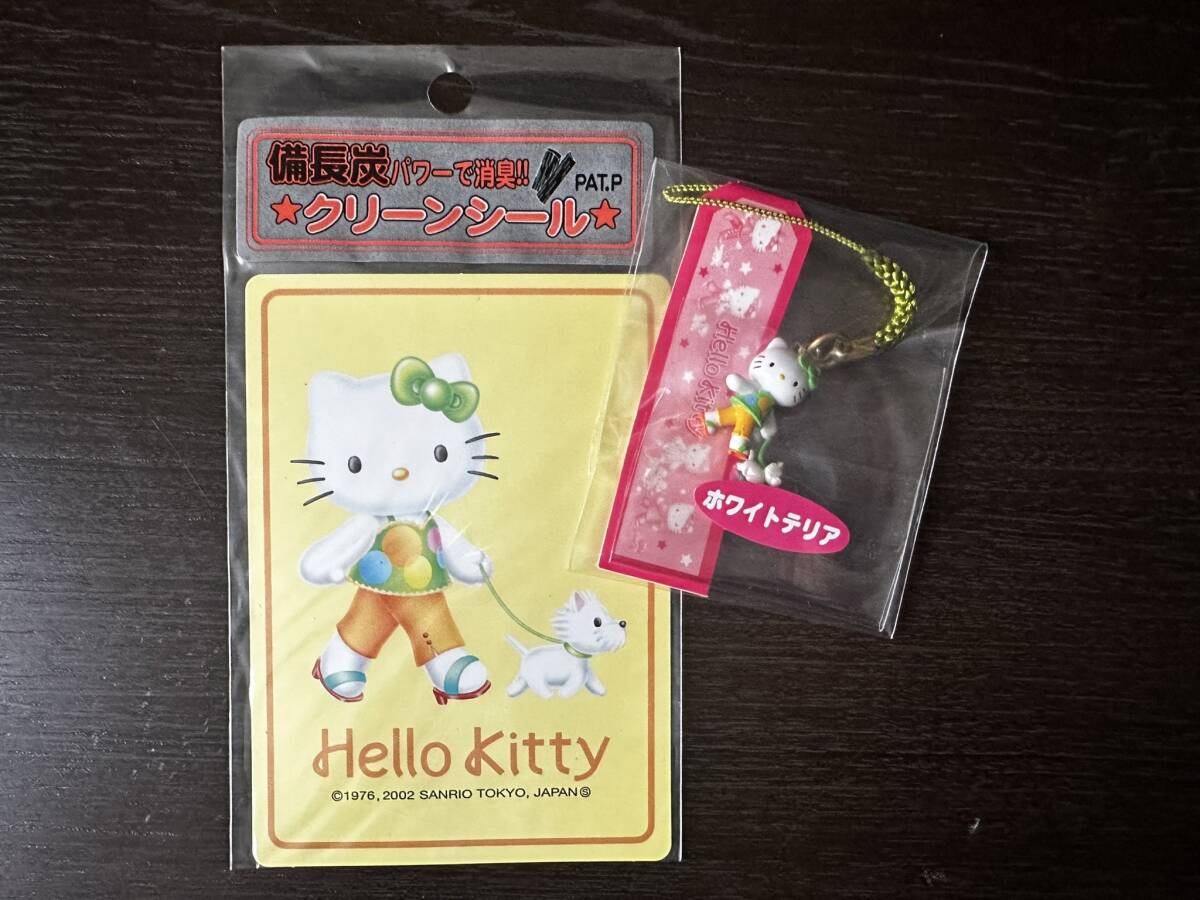 備長炭パワーで消臭!! PAT.P
★クリーンシール★
Hello Kitty
©1976, 2002 SANRIO TOKYO, JAPAN Ⓢ
Hello Kitty
ホワイトテリア